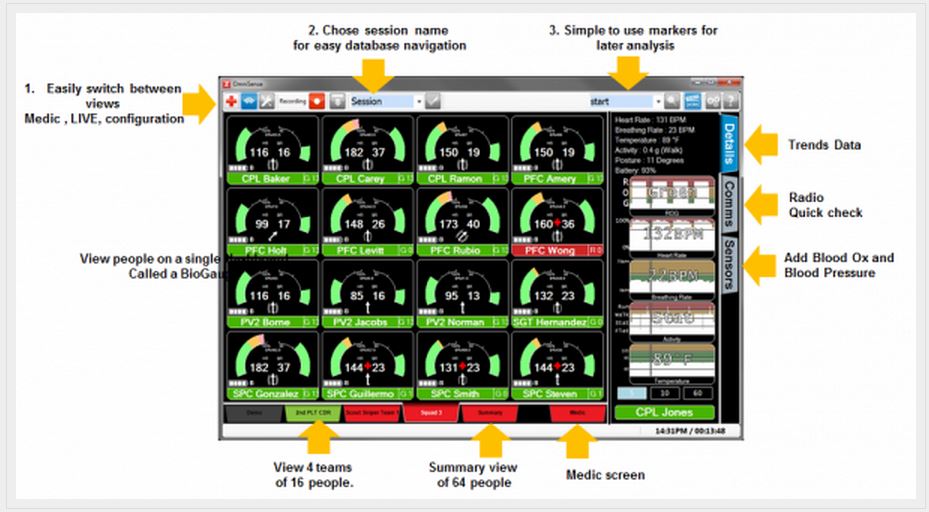 2. Chose session name
for easy database navigation
3. Simple to use markers for
later analysis
1. Easily switch between
views
Medic , LIVE, configuration
OmniSense
Recording
Session
start
116 16
CPL Baker
182 37
CPL Carey
150 19
CPL Ramon
150 19
PFC Amery
99 17
PFC Holt
148 26
PFC Levitt
173 40
PFC Rubio
160 36
PFC Wong
View people on a single
Called a BioGau
116 16
PV2 Borne
85 16
PV2 Jacobs
95 13
PV2 Norman
132 23
SGT Hernandez
182 37
SPC Gonzalez
144 23
SPC Guillermo
131 23
SPC Smith
144 23
SPC Steven
Heart Rate : 131 BPM
Breathing Rate : 23 BPM
Temperature : 89 °F
Activity : 0.4 g (Walk)
Posture : 11 Degrees
Battery: 93%
R
O
G
Green
ROG
100%
0%
132BPM
Heart Rate
22BPM
Breathing Rate
Stat
Activity
89°F
Temperature
10 60
CPL Jones
Details
Comms
Sensors
Trends Data
Radio
Quick check
Add Blood Ox and
Blood Pressure
Demo
2nd PLT CDR
Scout Sniper Team 1
Squad 3
Summary
Medic
14:31PM / 00:13:48
View 4 teams
of 16 people.
Summary view
of 64 people
Medic screen